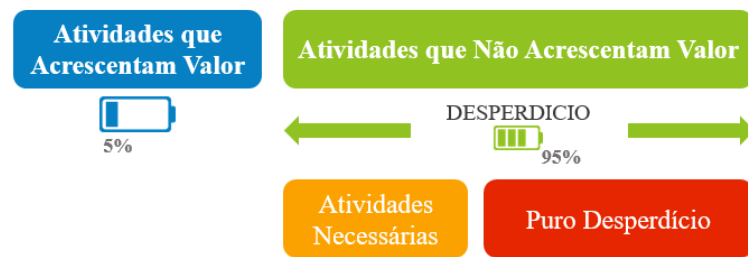 Atividades que
Acrescentam Valor
Atividades que Não Acrescentam Valor
DESPERDICIO
5%
95%
Atividades
Necessárias
Puro Desperdício